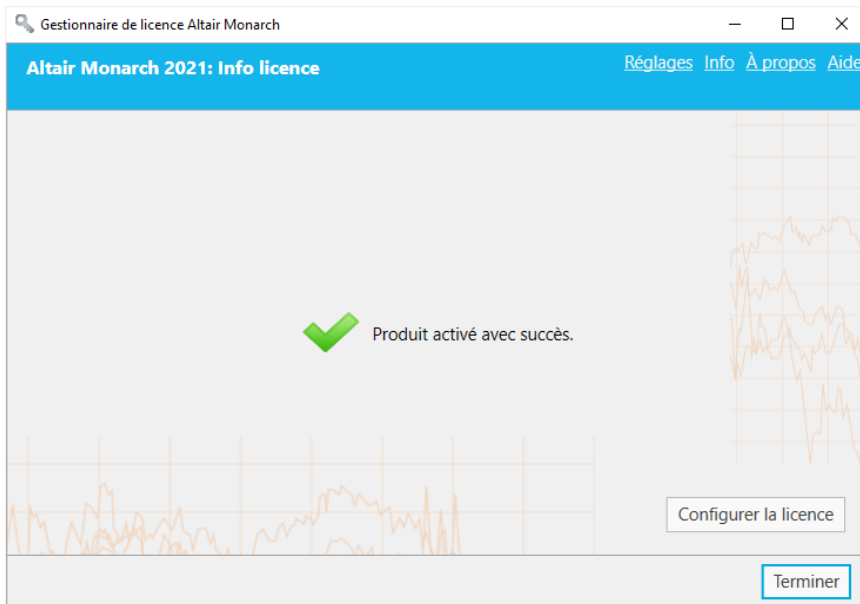 Gestionnaire de licence Altair Monarch
Altair Monarch 2021: Info licence
Réglages Info À propos Aide
Produit activé avec succès.
Configurer la licence
Terminer